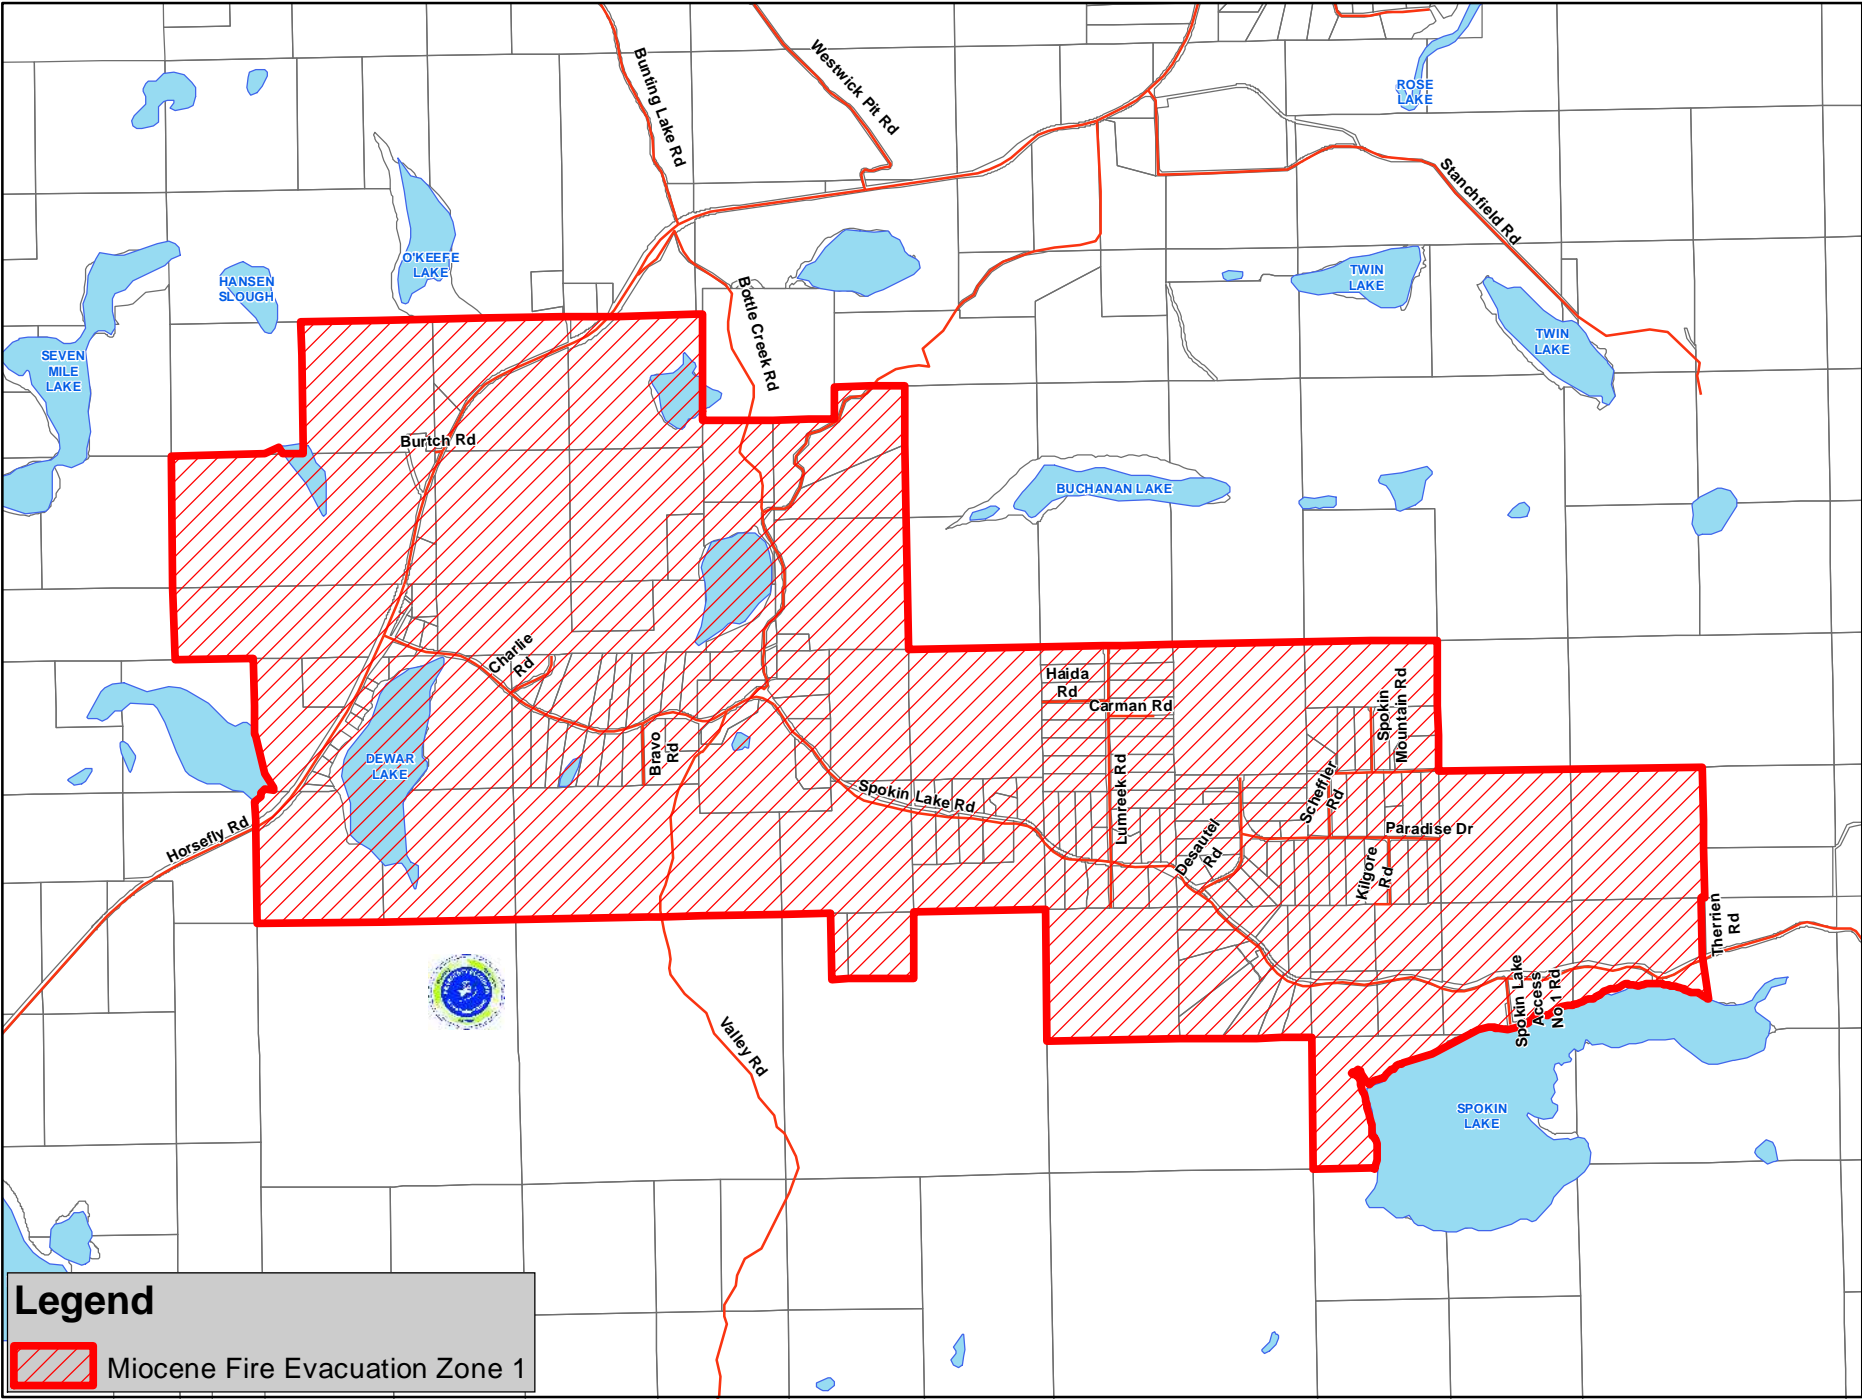 Bunting Lake Rd
Westwick Pit Rd
ROSE
LAKE
Stanchfield Rd
O'KEEFE
LAKE
HANSEN
SLOUGH
TWIN
LAKE
Bottle Creek Rd
SEVEN
MILE
LAKE
TWIN
LAKE
Burtch Rd
BUCHANAN LAKE
Charlie
Rd
Haida
Rd
Carman Rd
Spokin
Mountain Rd
Bravo
Rd
DEWAR
LAKE
Spokin Lake Rd
Lumreek Rd
Scheffler
Rd
Paradise Dr
Horsefly Rd
Desautel
Rd
Kilgore
Rd
Therrien
Rd
Spokin Lake
Access
No 1 Rd
Valley Rd
SPOKIN
LAKE
Legend
Miocene Fire Evacuation Zone 1